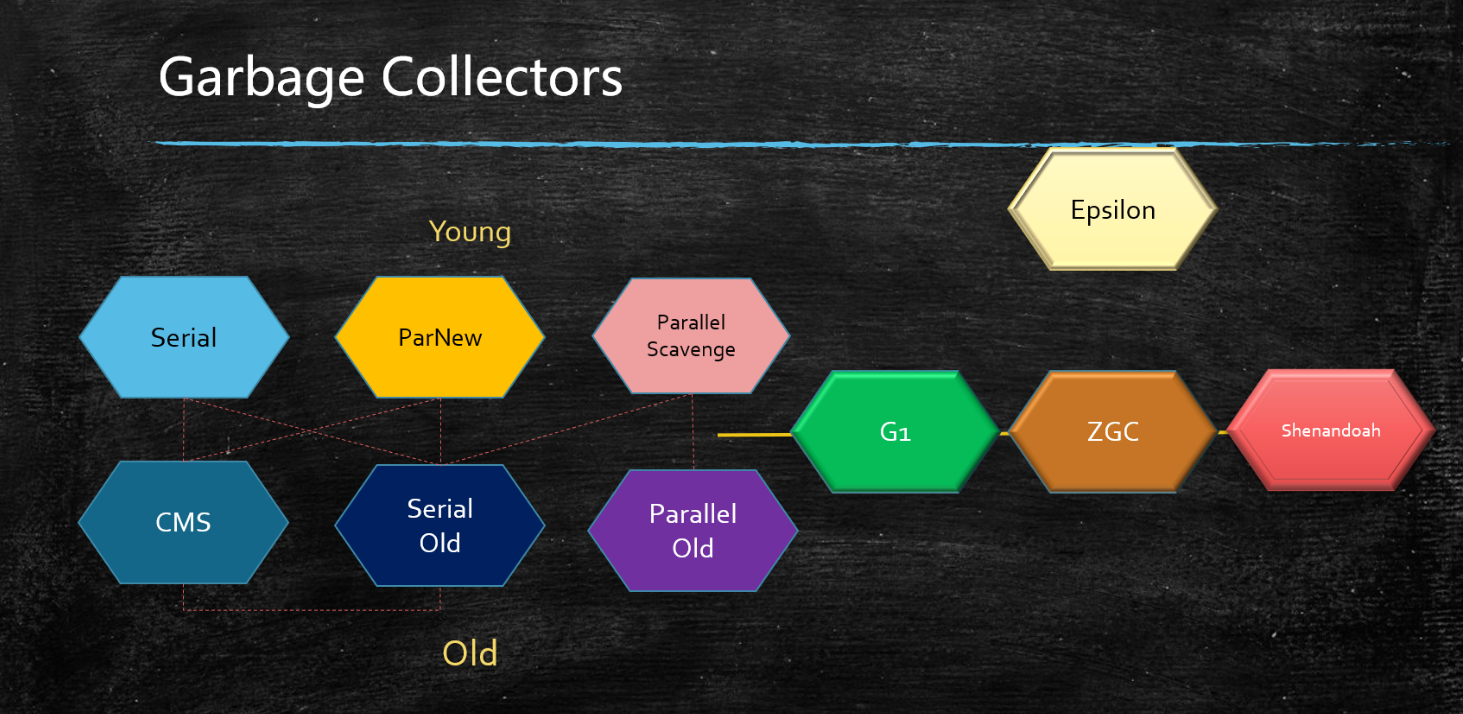 Garbage Collectors
Epsilon
Young
Serial
ParNew
Parallel
Scavenge
G1
ZGC
Shenandoah
CMS
Serial
Old
Parallel
Old
Old